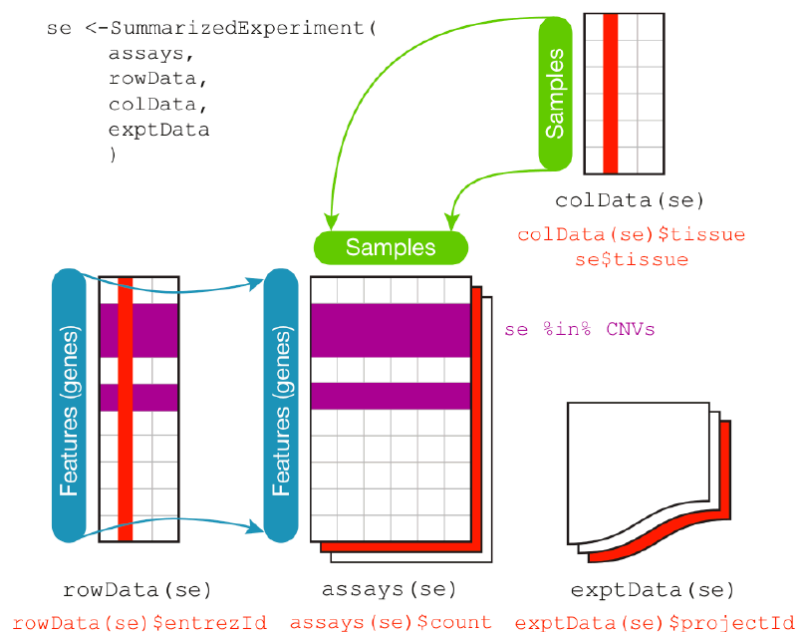 se <-SummarizedExperiment(
assays,
rowData,
colData,
exptData
)
Samples
colData(se)
colData(se)$tissue
se$tissue
Samples
Features (genes)
Features (genes)
se %in% CNVs
rowData(se)
assays(se)
exptData(se)
rowData(se)$entrezId
assays(se)$count
exptData(se)$projectId